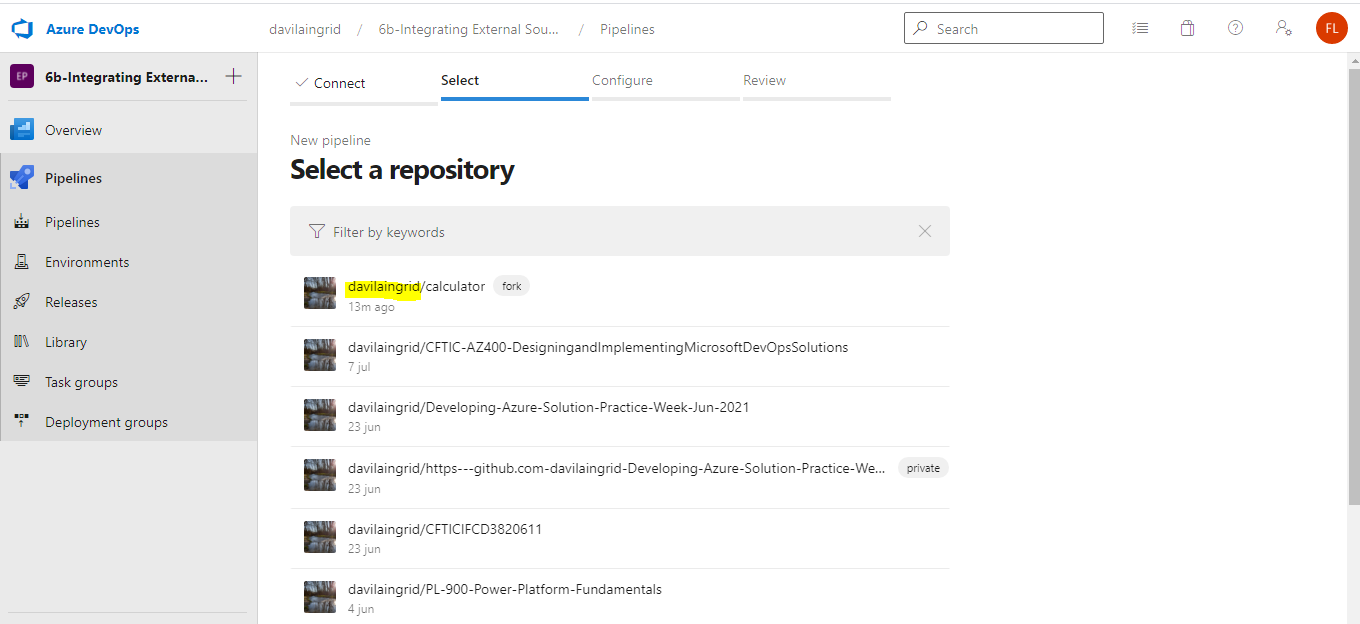 Azure DevOps
davilaingrid / 6b-Integrating External Sou... / Pipelines
Search
FL
EP 6b-Integrating Externa...
Overview
Pipelines
Pipelines
Environments
Releases
Library
Task groups
Deployment groups
Connect Select Configure Review
New pipeline
Select a repository
Filter by keywords
davilaingrid/calculator fork
13m ago
davilaingrid/CFTIC-AZ400-DesigningandImplementingMicrosoftDevOpsSolutions
7 jul
davilaingrid/Developing-Azure-Solution-Practice-Week-Jun-2021
23 jun
davilaingrid/https---github.com-davilaingrid-Developing-Azure-Solution-Practice-We... private
23 jun
davilaingrid/CFTICIFCD3820611
23 jun
davilaingrid/PL-900-Power-Platform-Fundamentals
4 jun